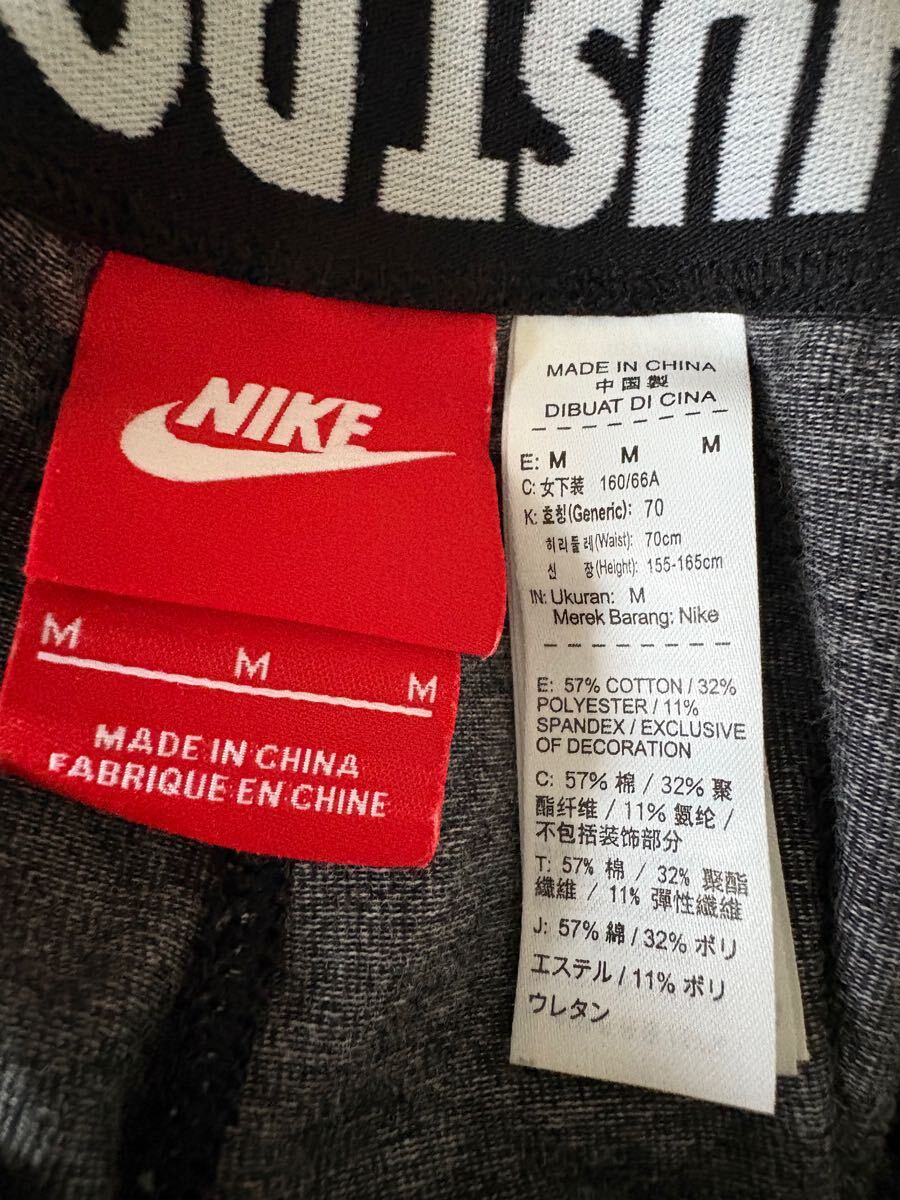 JUST DO
NIKE
M M M
MADE IN CHINA
FABRIQUE EN CHINE
MADE IN CHINA
中国製
DIBUAT DI CINA
E: M M M
C: 女下装 160/66A
K: 호칭(Generic): 70
허리둘레(Waist): 70cm
신 장(Height): 155-165cm
IN: Ukuran: M
Merek Barang: Nike
E: 57% COTTON / 32%
POLYESTER / 11%
SPANDEX / EXCLUSIVE
OF DECORATION
C: 57% 棉 / 32% 聚
酯纤维 / 11% 氨纶 /
不包括装饰部分
T: 57% 棉 / 32% 聚酯
纖維 / 11% 彈性纖維
J: 57% 綿 / 32% ポリ
エステル / 11% ポリ
ウレタン